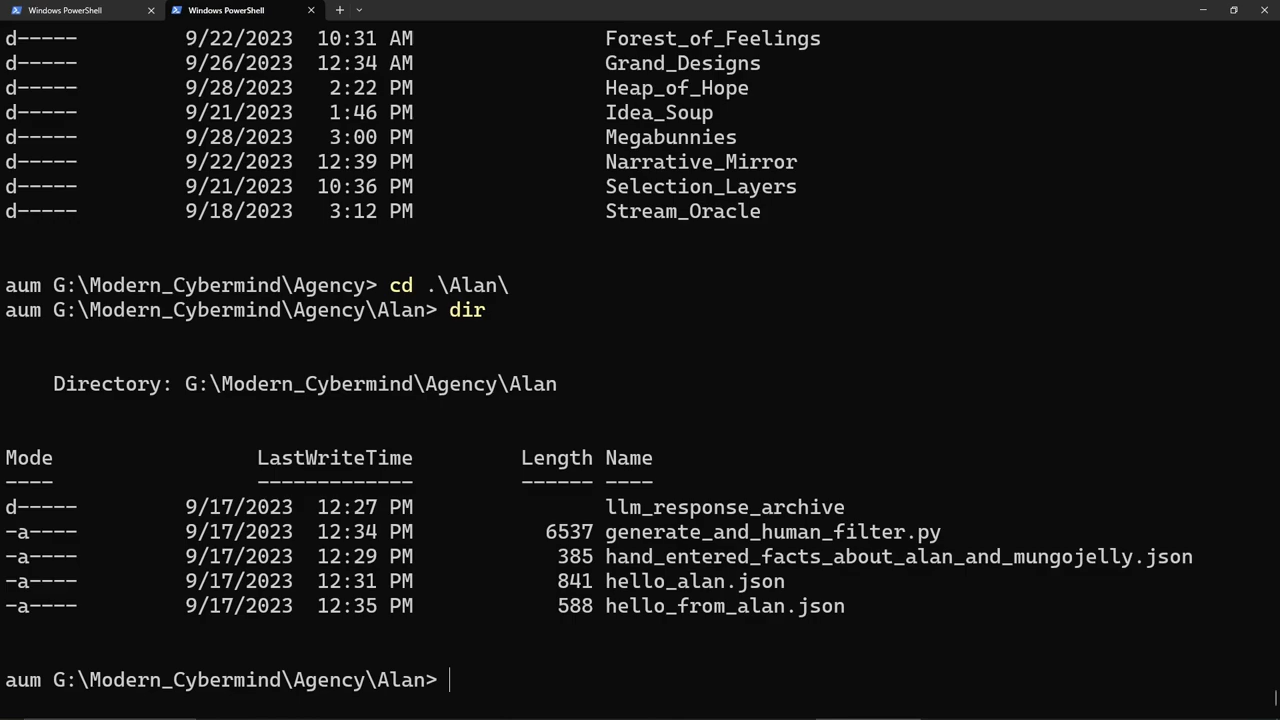 Windows PowerShell Windows PowerShell
d----- 9/22/2023 10:31 AM Forest_of_Feelings
d----- 9/26/2023 12:34 AM Grand_Designs
d----- 9/28/2023 2:22 PM Heap_of_Hope
d----- 9/21/2023 1:46 PM Idea_Soup
d----- 9/28/2023 3:00 PM Megabunnies
d----- 9/22/2023 12:39 PM Narrative_Mirror
d----- 9/21/2023 10:36 PM Selection_Layers
d----- 9/18/2023 3:12 PM Stream_Oracle
aum G:\Modern_Cybermind\Agency> cd .\Alan\
aum G:\Modern_Cybermind\Agency\Alan> dir
Directory: G:\Modern_Cybermind\Agency\Alan
Mode LastWriteTime Length Name
---- ------------- ------ ----
d----- 9/17/2023 12:27 PM llm_response_archive
-a---- 9/17/2023 12:34 PM 6537 generate_and_human_filter.py
-a---- 9/17/2023 12:29 PM 385 hand_entered_facts_about_alan_and_mungojelly.json
-a---- 9/17/2023 12:31 PM 841 hello_alan.json
-a---- 9/17/2023 12:35 PM 588 hello_from_alan.json
aum G:\Modern_Cybermind\Agency\Alan>